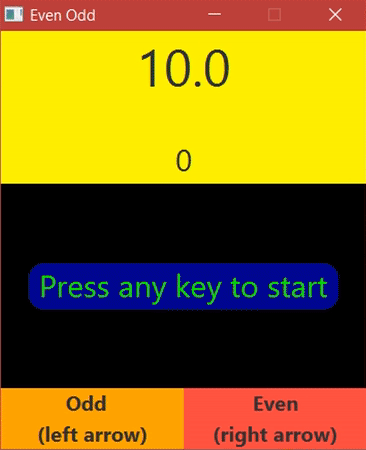 Even Odd
10.0
0
Press any key to start
Odd
(left arrow)
Even
(right arrow)